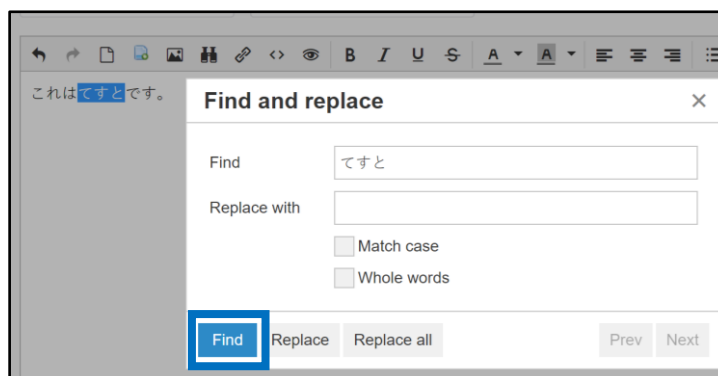 B I U S A A
これはてすとです。
Find and replace ×
Find てすと
Replace with
Match case
Whole words
Find Replace Replace all Prev Next